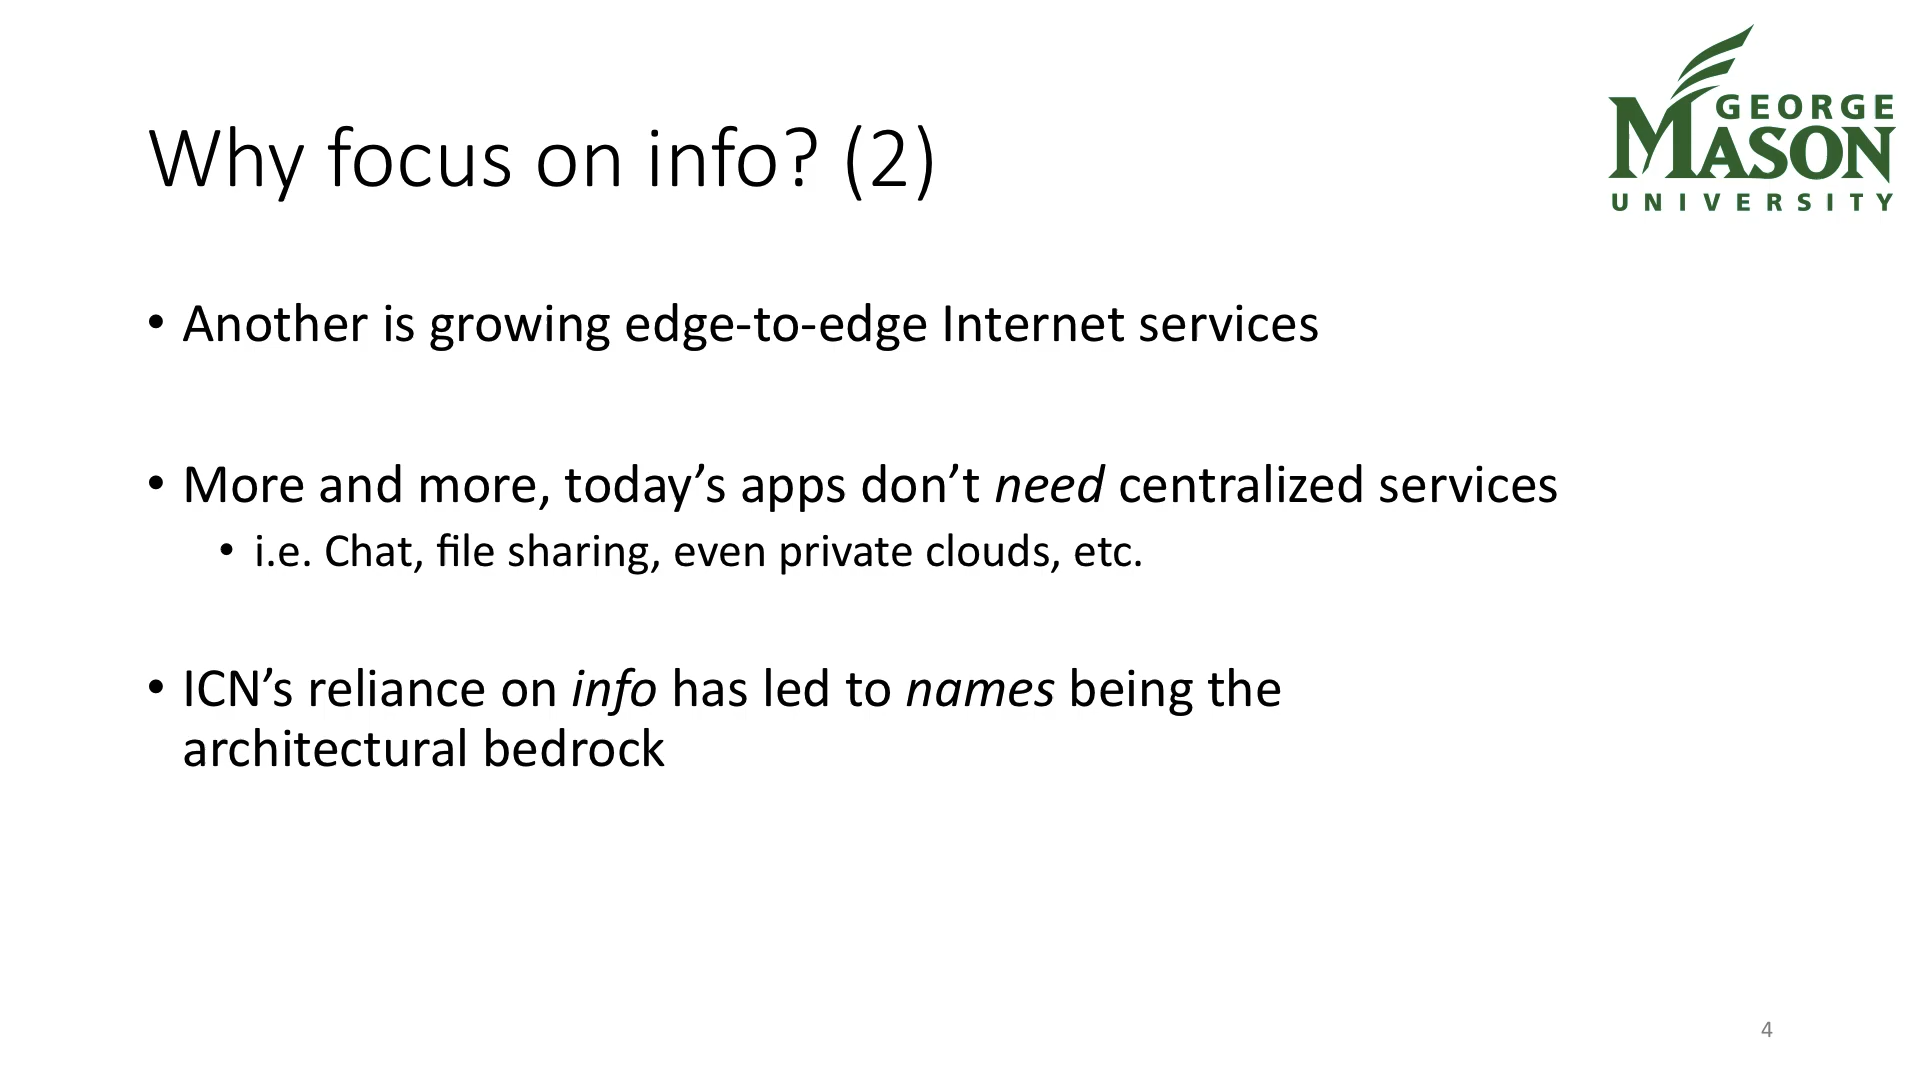 GEORGE
MASON
UNIVERSITY
Why focus on info? (2)
• Another is growing edge-to-edge Internet services
• More and more, today’s apps don’t need centralized services
• i.e. Chat, file sharing, even private clouds, etc.
• ICN’s reliance on info has led to names being the
architectural bedrock
4